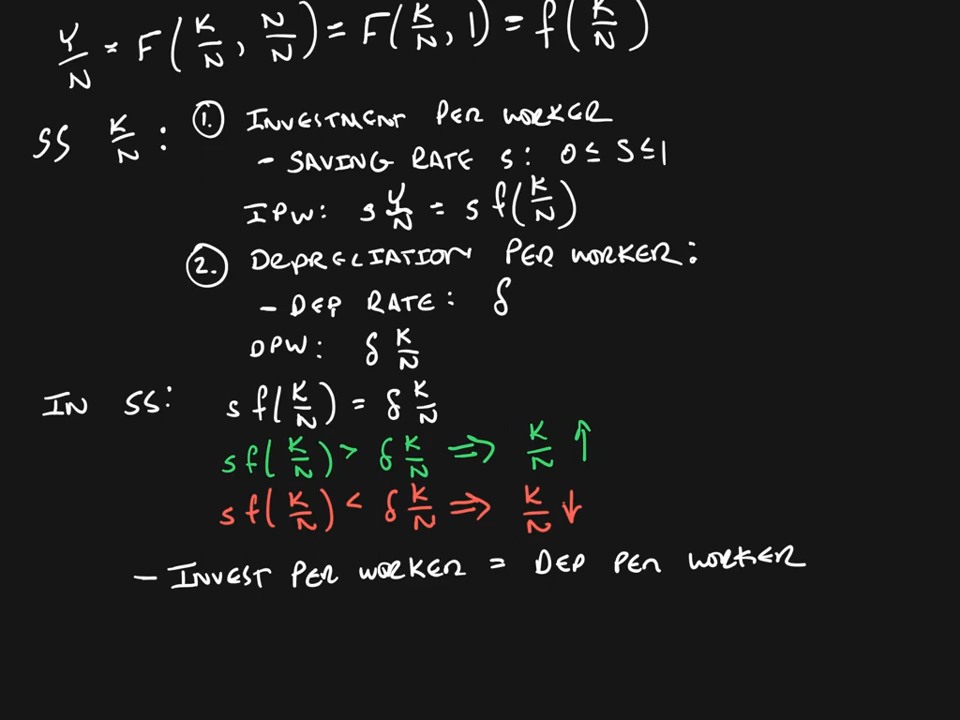 Y/N = F(K/N, N/N) = F(K/N, 1) = f(K/N)
SS K/N: 1. INVESTMENT PER WORKER
- SAVING RATE s: 0 ≤ S ≤ 1
IPW: s Y/N = s f(K/N)
2. DEPRECIATION PER WORKER:
- DEP RATE: δ
DPW: δ K/N
IN SS: s f(K/N) = δ K/N
s f(K/N) > δ K/N ⇒ K/N ↑
s f(K/N) < δ K/N ⇒ K/N ↓
- INVEST PER WORKER = DEP PER WORKER